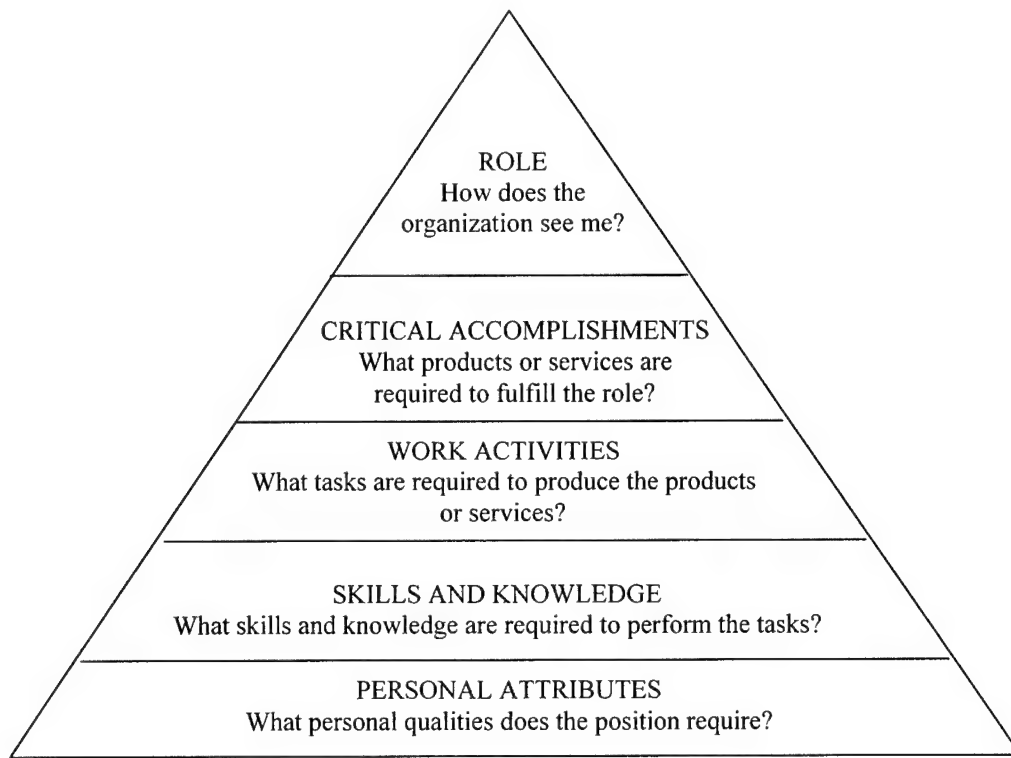 ROLE
How does the
organization see me?
CRITICAL ACCOMPLISHMENTS
What products or services are
required to fulfill the role?
WORK ACTIVITIES
What tasks are required to produce the products
or services?
SKILLS AND KNOWLEDGE
What skills and knowledge are required to perform the tasks?
PERSONAL ATTRIBUTES
What personal qualities does the position require?